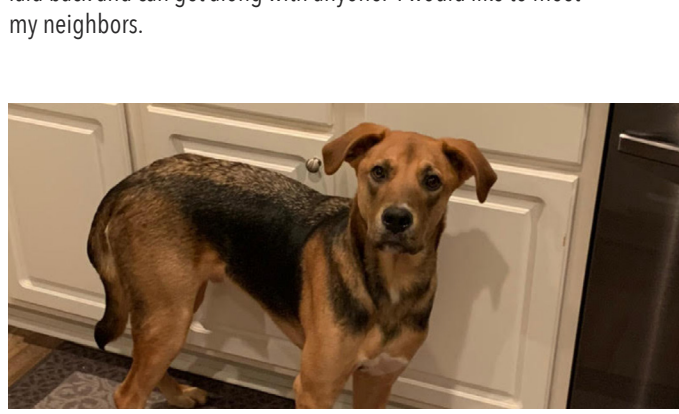 laid back and can get along with anyone. I would like to meet
my neighbors.